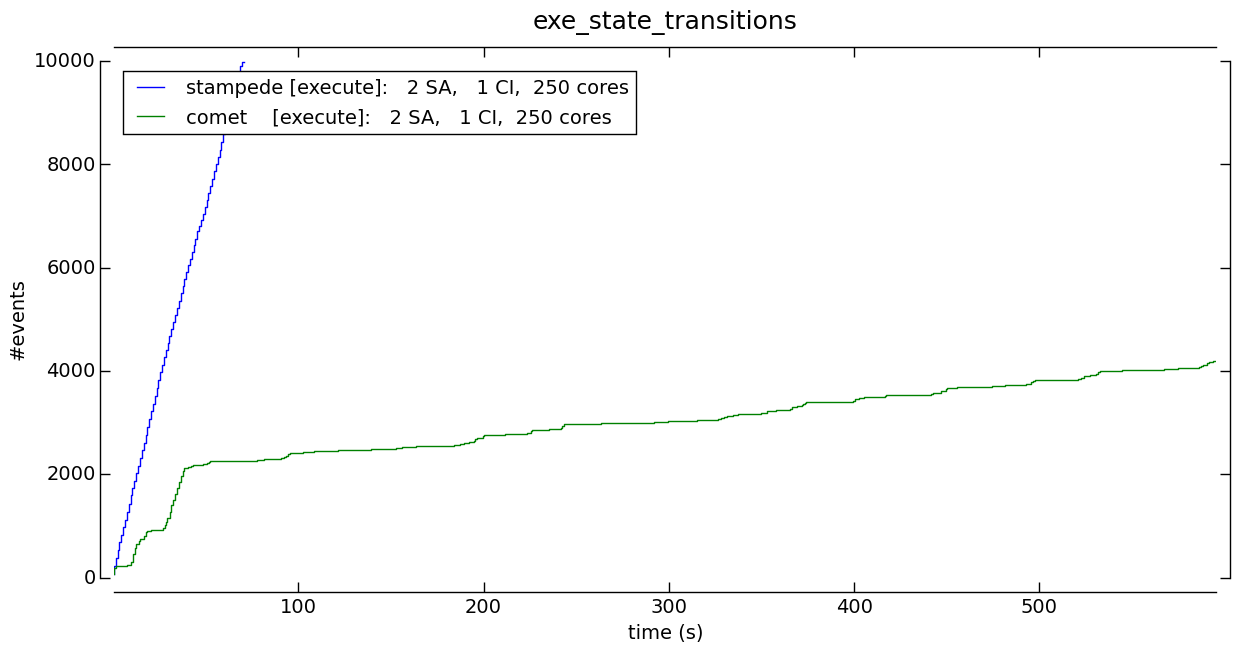 exe_state_transitions
10000
8000
6000
4000
2000
0
#events
stampede [execute]:   2 SA,   1 CI,  250 cores
comet    [execute]:   2 SA,   1 CI,  250 cores
100 200 300 400 500
time (s)